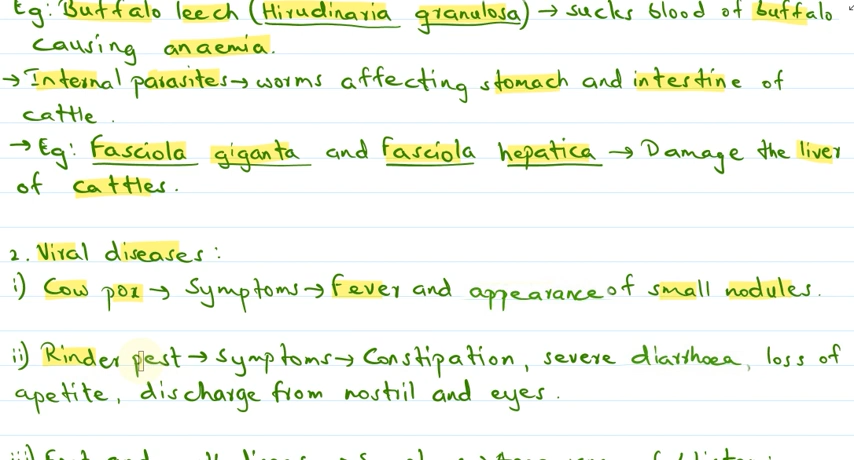 Eg: Buffalo leech (Hirudinaria granulosa) → sucks blood of buffalo
causing anaemia.
→ Internal parasites → worms affecting stomach and intestine of
cattle.
→ Eg: Fasciola giganta and Fasciola hepatica → Damage the liver
of cattles.
2. Viral diseases:
i) Cow pox → Symptoms → Fever and appearance of small nodules.
ii) Rinder pest → Symptoms → Constipation, severe diarrhoea, loss of
apetite, discharge from nostril and eyes.